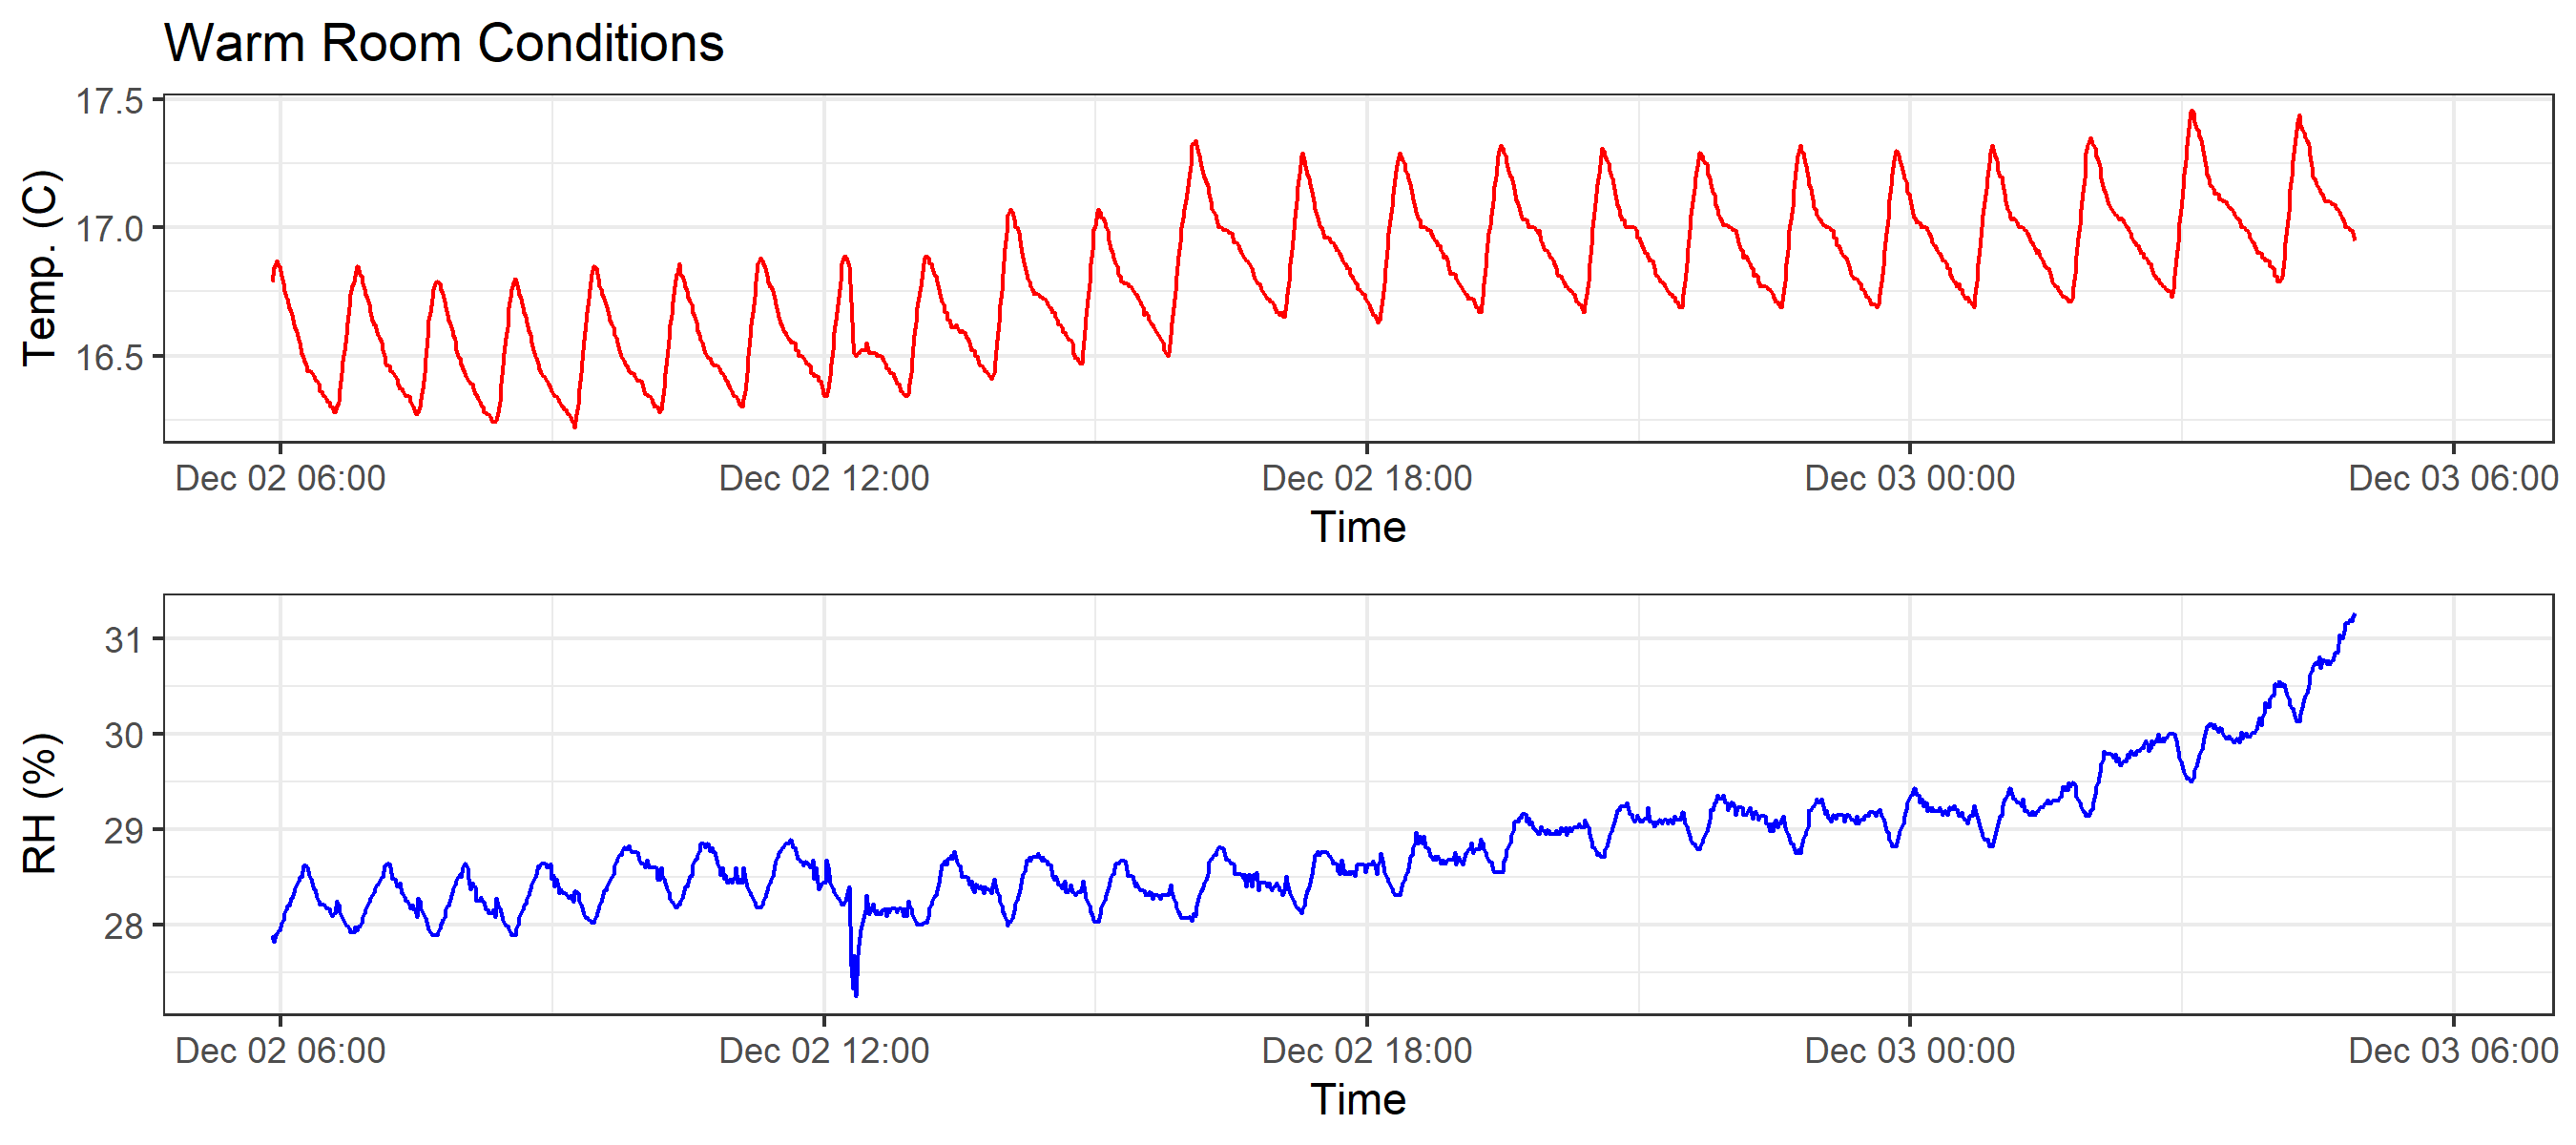 Warm Room Conditions
Temp. (C)
17.5
17.0
16.5
Dec 02 06:00 Dec 02 12:00 Dec 02 18:00 Dec 03 00:00 Dec 03 06:00
Time
RH (%)
31
30
29
28
Dec 02 06:00 Dec 02 12:00 Dec 02 18:00 Dec 03 00:00 Dec 03 06:00
Time